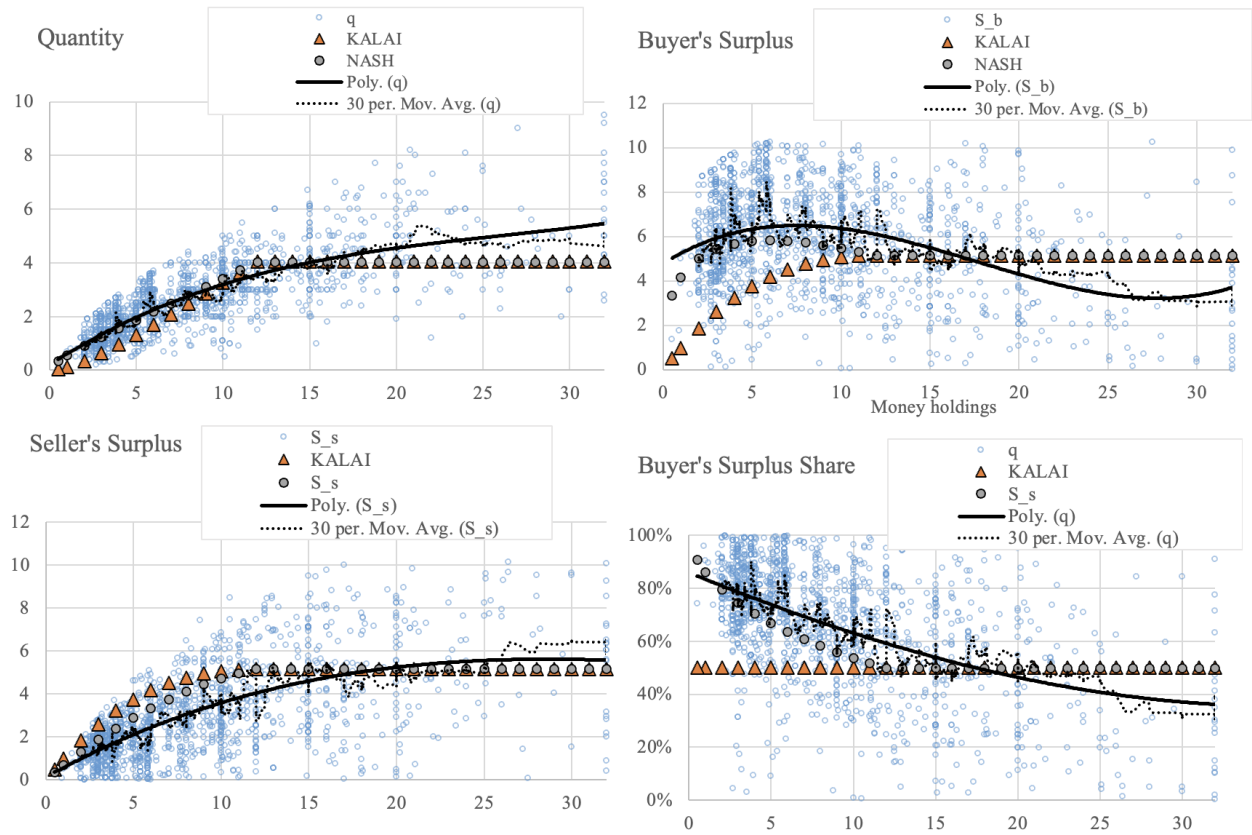 Quantity
q
KALAI
NASH
Poly. (q)
30 per. Mov. Avg. (q)
10
8
6
4
2
0
0 5 10 15 20 25 30
Buyer's Surplus
S_b
KALAI
NASH
Poly. (S_b)
30 per. Mov. Avg. (S_b)
12
10
8
6
4
2
0
0 5 10 15 20 25 30
Money holdings
Seller's Surplus
S_s
KALAI
S_s
Poly. (S_s)
30 per. Mov. Avg. (S_s)
12
10
8
6
4
2
0
0 5 10 15 20 25 30
Buyer's Surplus Share
q
KALAI
S_s
Poly. (q)
30 per. Mov. Avg. (q)
100%
80%
60%
40%
20%
0%
0 5 10 15 20 25 30